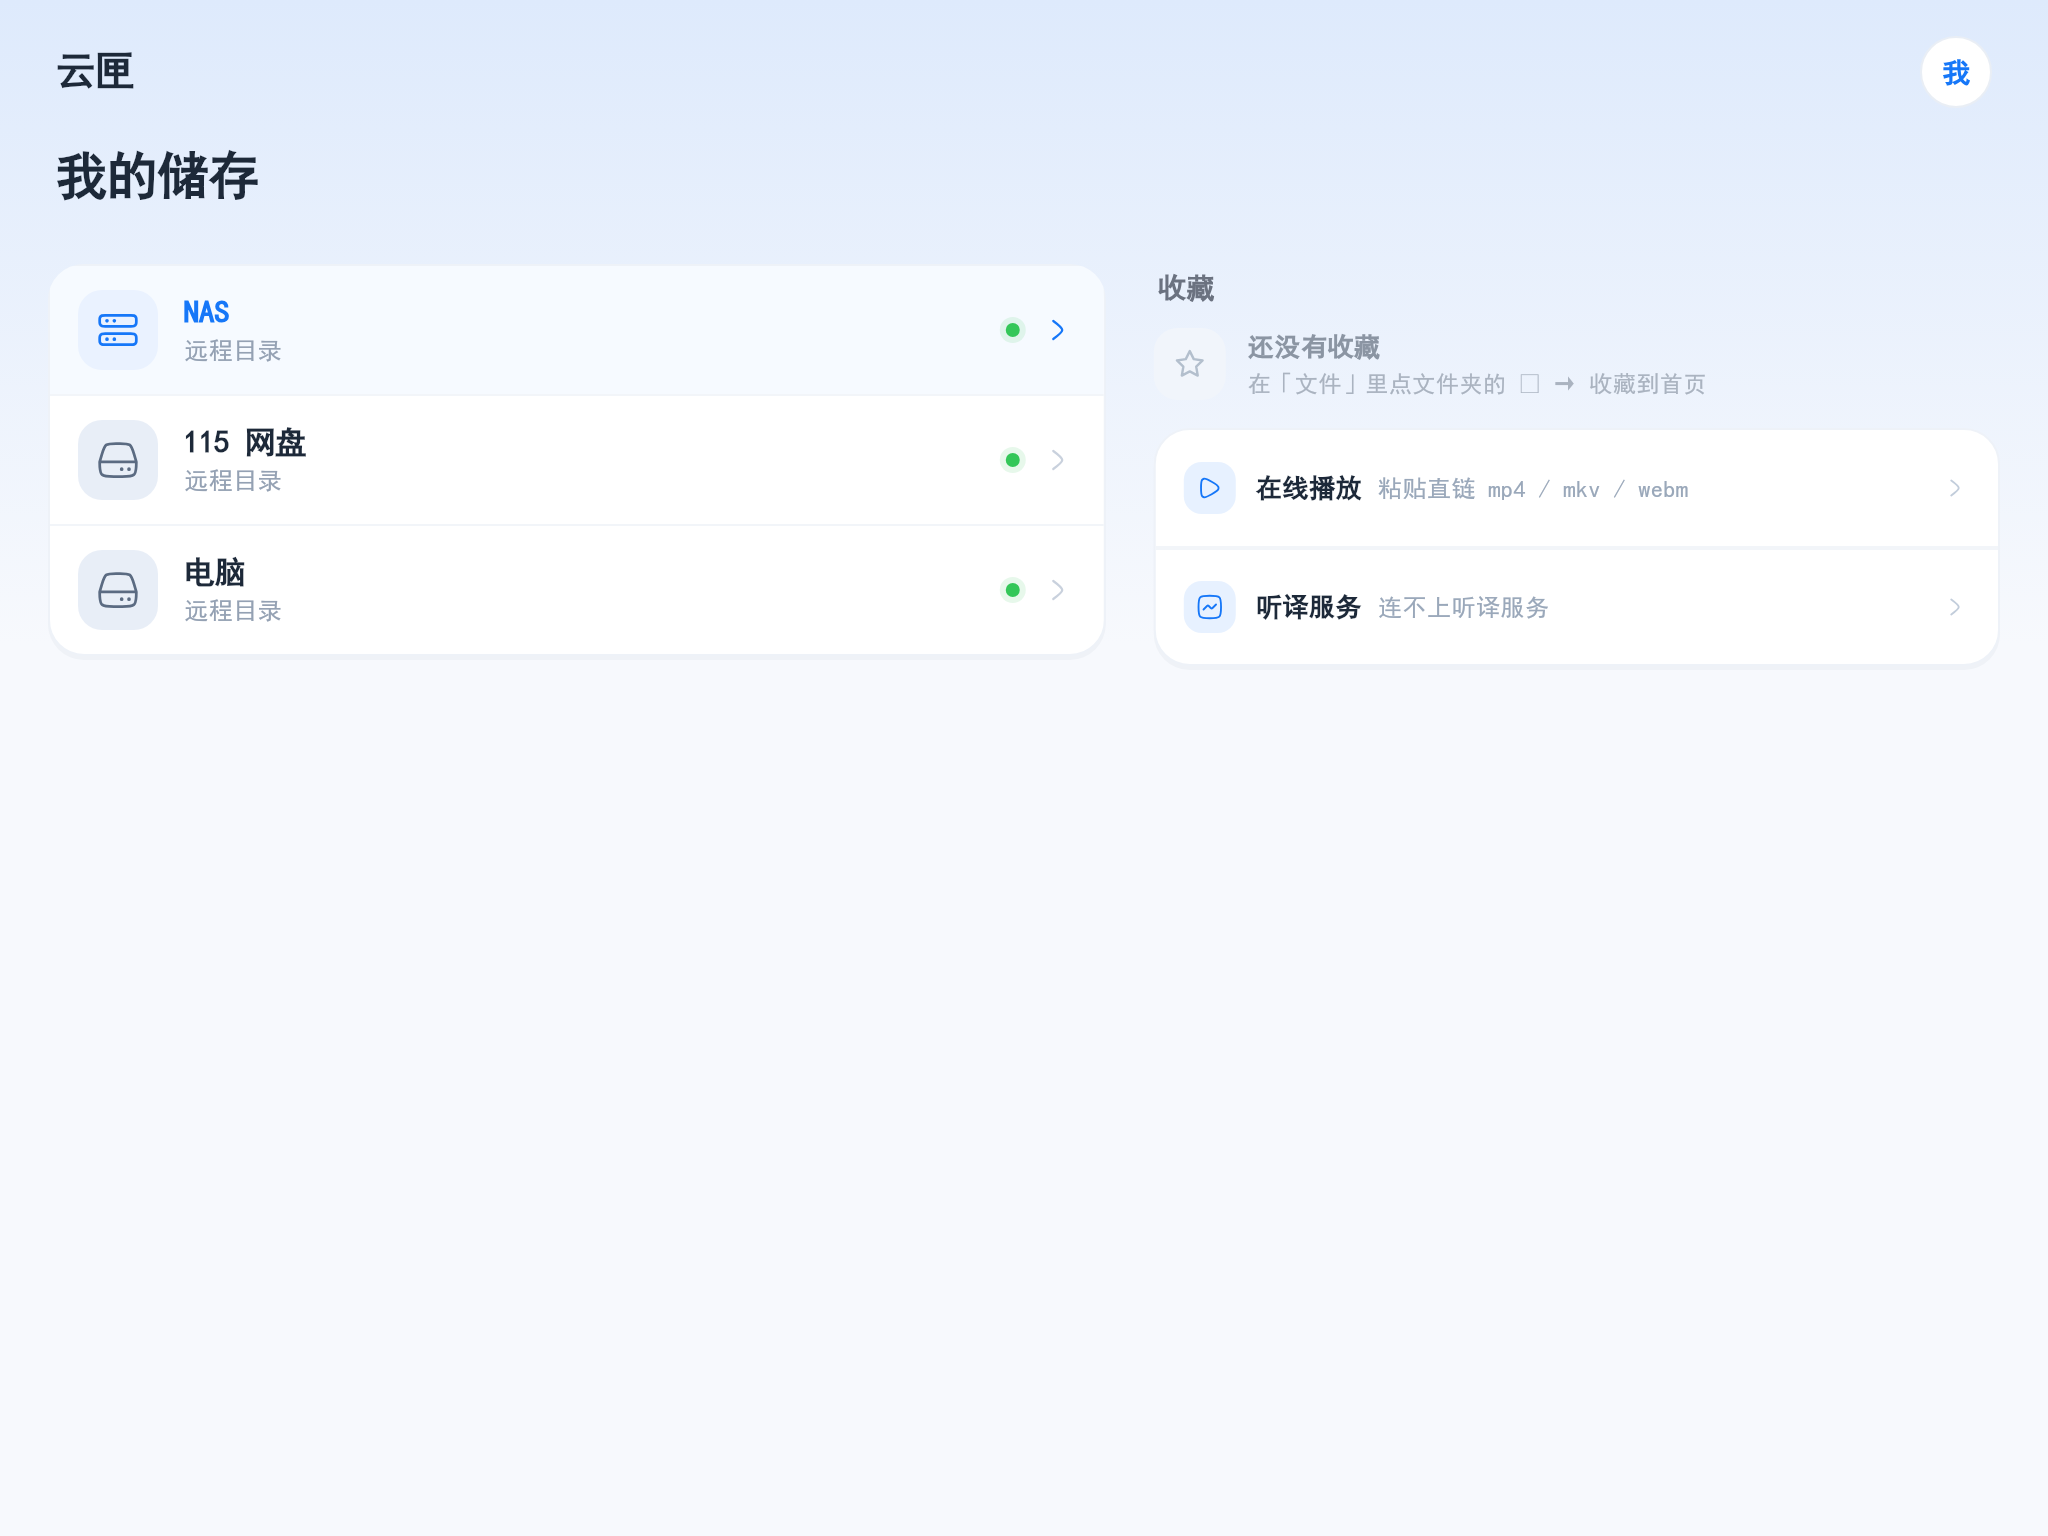 云匣
我
我的储存
NAS
远程目录
115 网盘
远程目录
电脑
远程目录
收藏
还没有收藏
在「文件」里点文件夹的 □ → 收藏到首页
在线播放 粘贴直链 mp4 / mkv / webm
听译服务 连不上听译服务